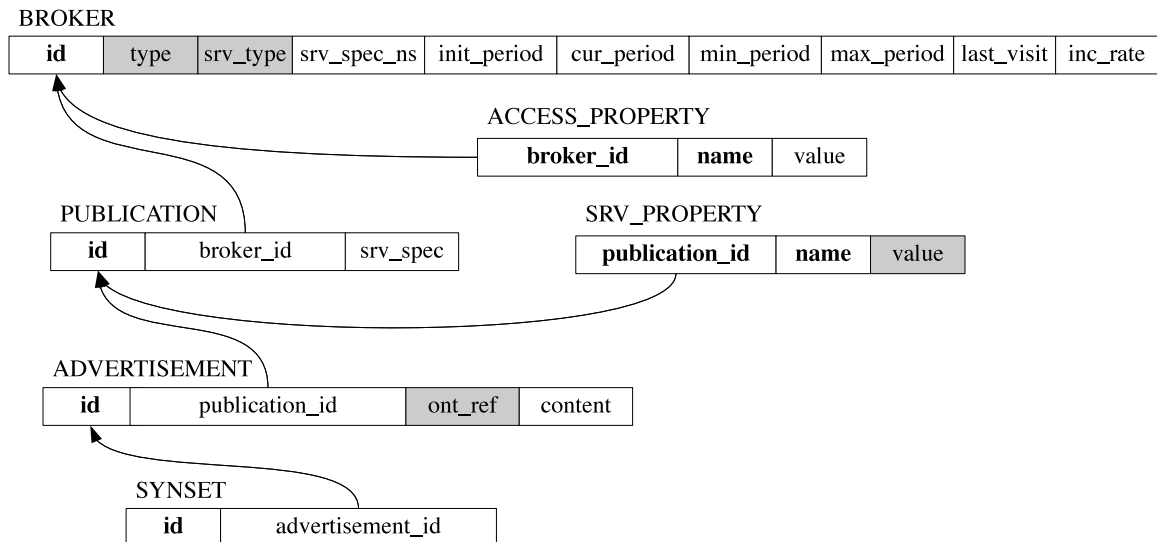 BROKER
id type srv_type srv_spec_ns init_period cur_period min_period max_period last_visit inc_rate
ACCESS_PROPERTY
broker_id name value
PUBLICATION
id broker_id srv_spec
SRV_PROPERTY
publication_id name value
ADVERTISEMENT
id publication_id ont_ref content
SYNSET
id advertisement_id